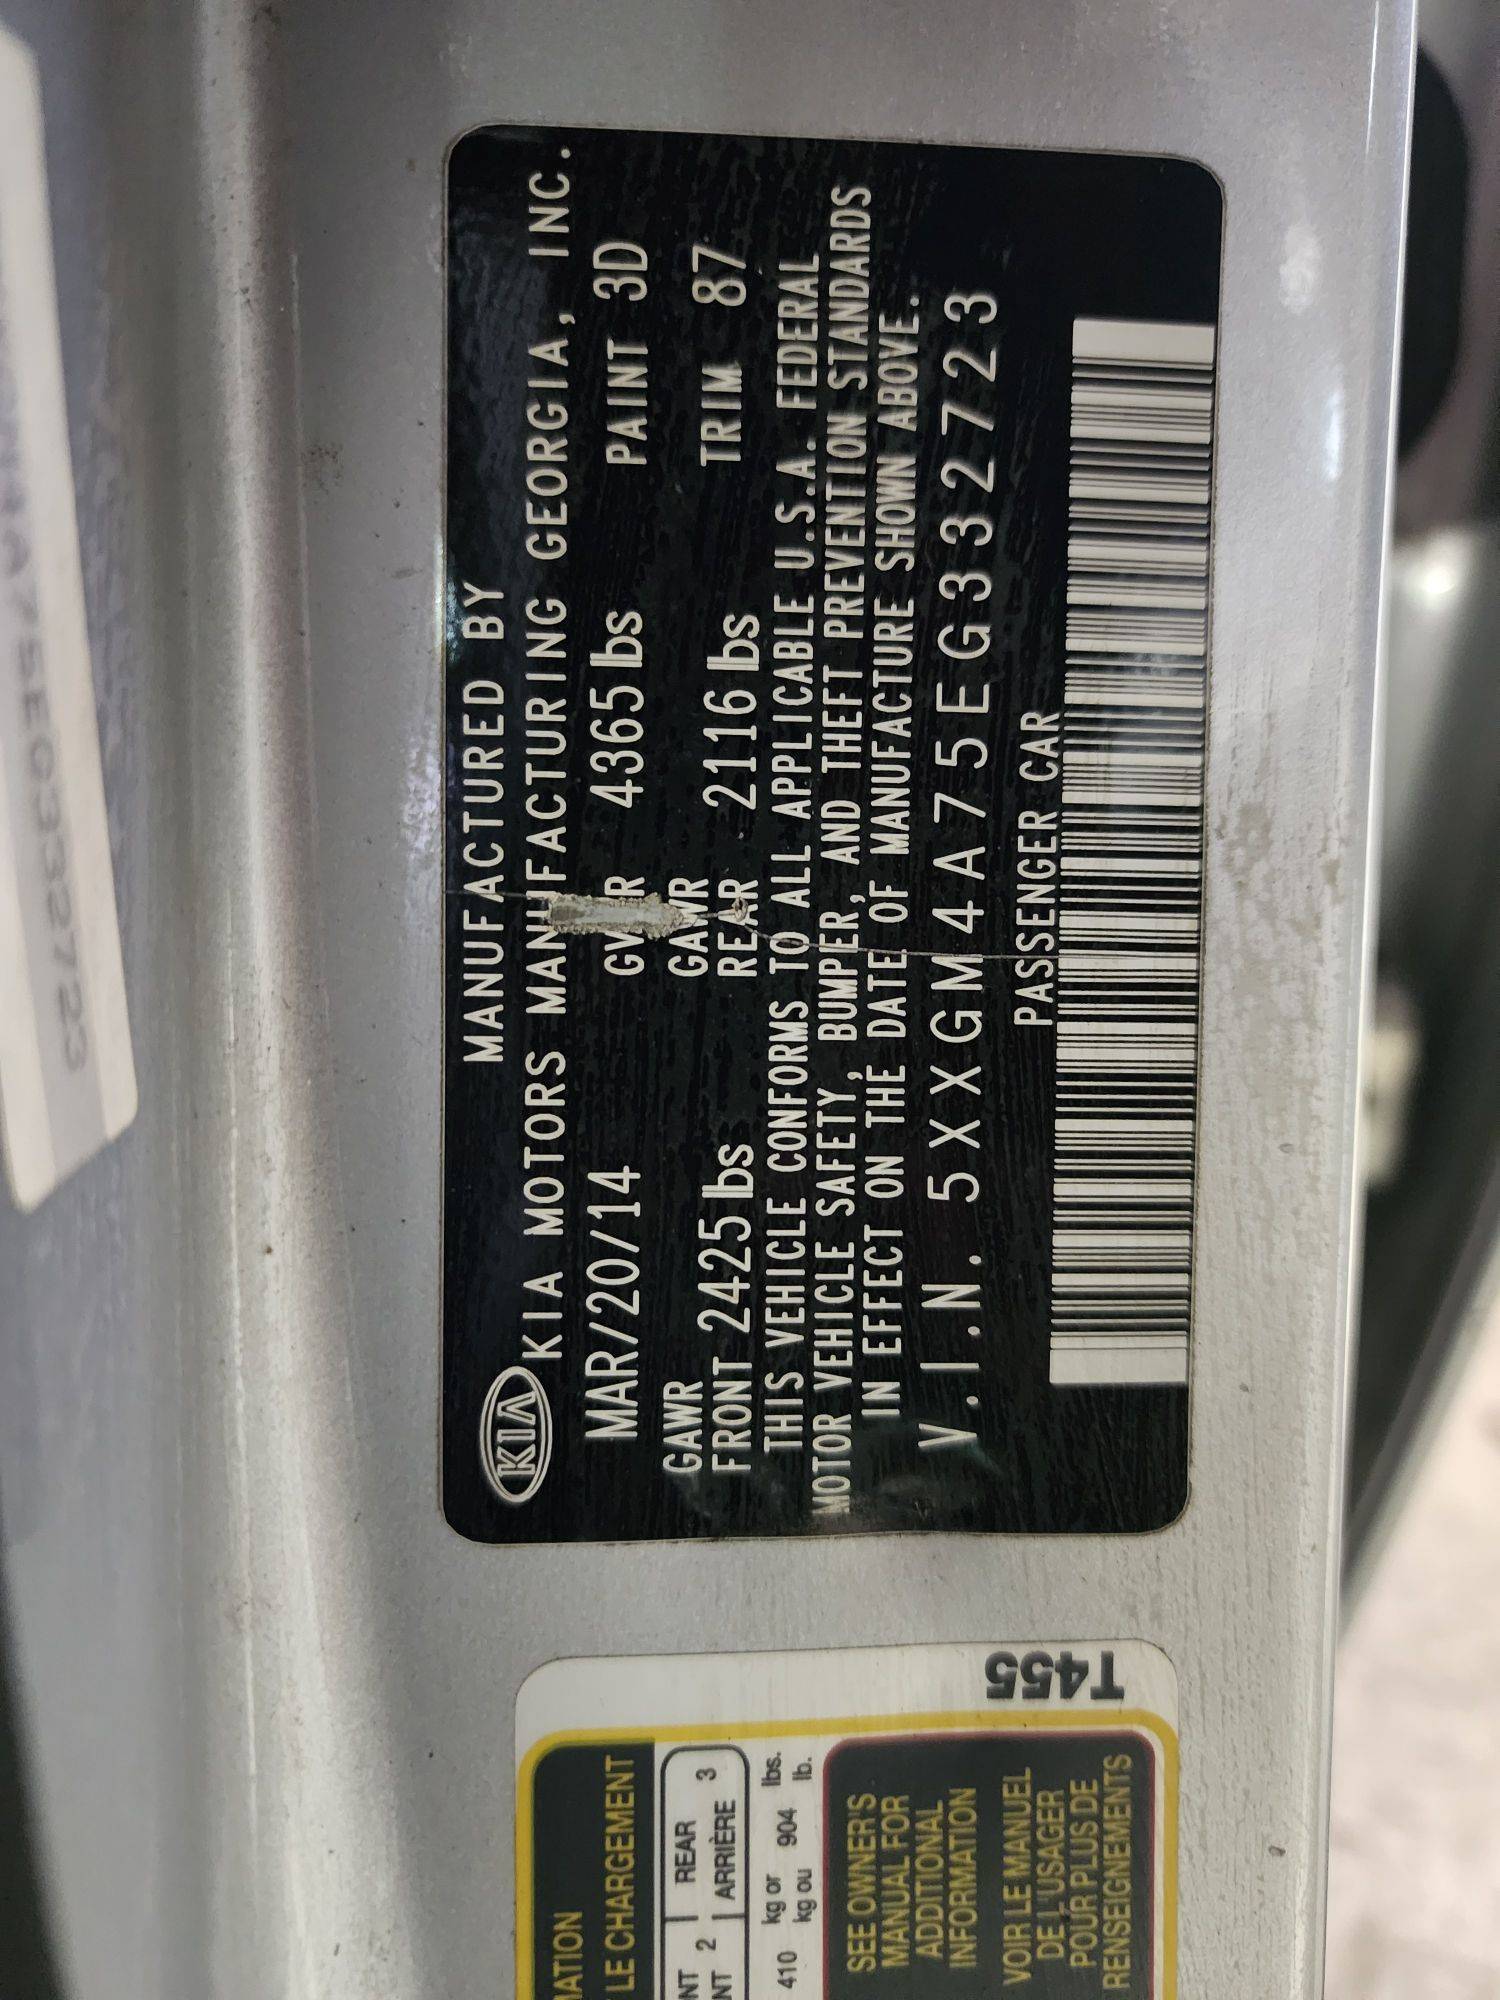 MANUFACTURED BY
KIA KIA MOTORS MANUFACTURING GEORGIA, INC.
MAR/20/14 GVWR 4365 lbs PAINT 3D
GAWR GAWR
FRONT 2425 lbs REAR 2116 lbs TRIM 87
THIS VEHICLE CONFORMS TO ALL APPLICABLE U.S.A. FEDERAL
MOTOR VEHICLE SAFETY, BUMPER, AND THEFT PREVENTION STANDARDS
IN EFFECT ON THE DATE OF MANUFACTURE SHOWN ABOVE.
V.I.N. 5XXGM4A75EG332723
PASSENGER CAR
T455
LE CHARGEMENT
REAR
2 ARRIÈRE 3
410 kg or 904 lbs.
kg ou lb.
SEE OWNER'S
MANUAL FOR
ADDITIONAL
INFORMATION
VOIR LE MANUEL
DE L'USAGER
POUR PLUS DE
RENSEIGNEMENTS